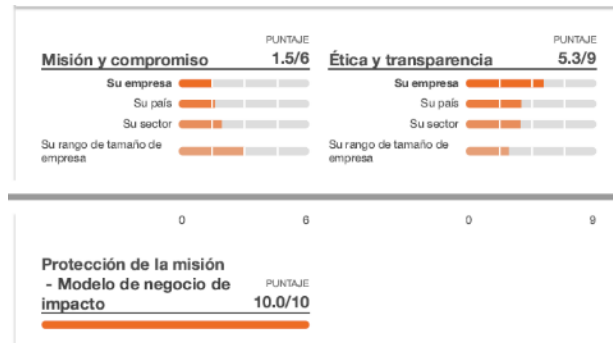 PUNTAJE
Misión y compromiso 1.5/6
Su empresa
Su país
Su sector
Su rango de tamaño de
empresa
PUNTAJE
Ética y transparencia 5.3/9
Su empresa
Su país
Su sector
Su rango de tamaño de
empresa
0 6
0 9
Protección de la misión
- Modelo de negocio de PUNTAJE
impacto 10.0/10